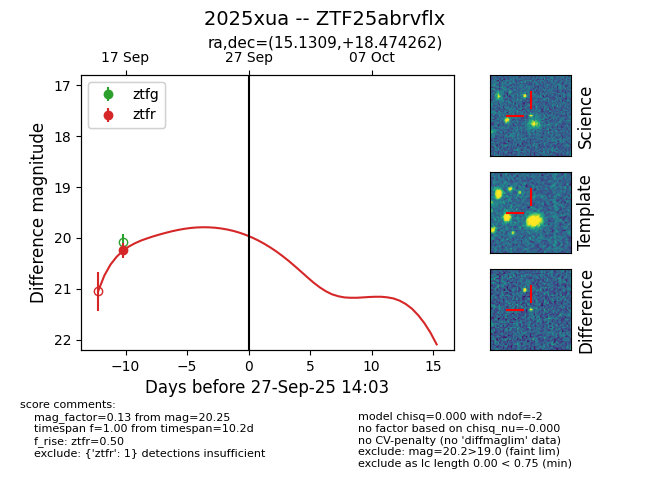 2025xua -- ZTF25abrvflx
ra,dec=(15.1309,+18.474262)
17 Sep 27 Sep 07 Oct
ztfg
ztfr
17
18
19
20
21
22
Difference magnitude
−10 −5 0 5 10 15
Days before 27-Sep-25 14:03
Science
Template
Difference
score comments:
mag_factor=0.13 from mag=20.25
timespan f=1.00 from timespan=10.2d
f_rise: ztfr=0.50
exclude: {'ztfr': 1} detections insufficient
model chisq=0.000 with ndof=-2
no factor based on chisq_nu=-0.000
no CV-penalty (no 'diffmaglim' data)
exclude: mag=20.2>19.0 (faint lim)
exclude as lc length 0.00 < 0.75 (min)